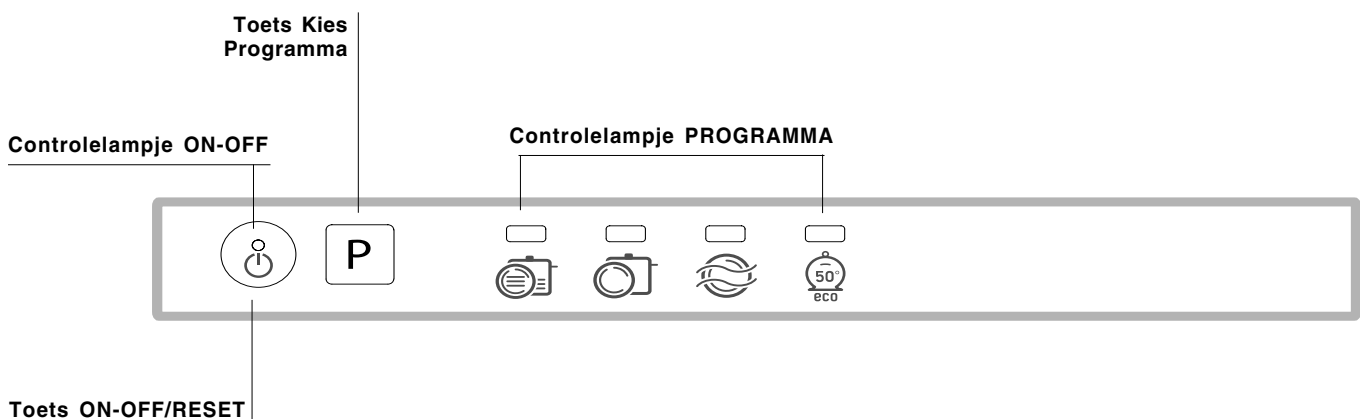 Toets Kies
Programma
Controlelampje ON-OFF
Controlelampje PROGRAMMA
P
50°
eco
Toets ON-OFF/RESET